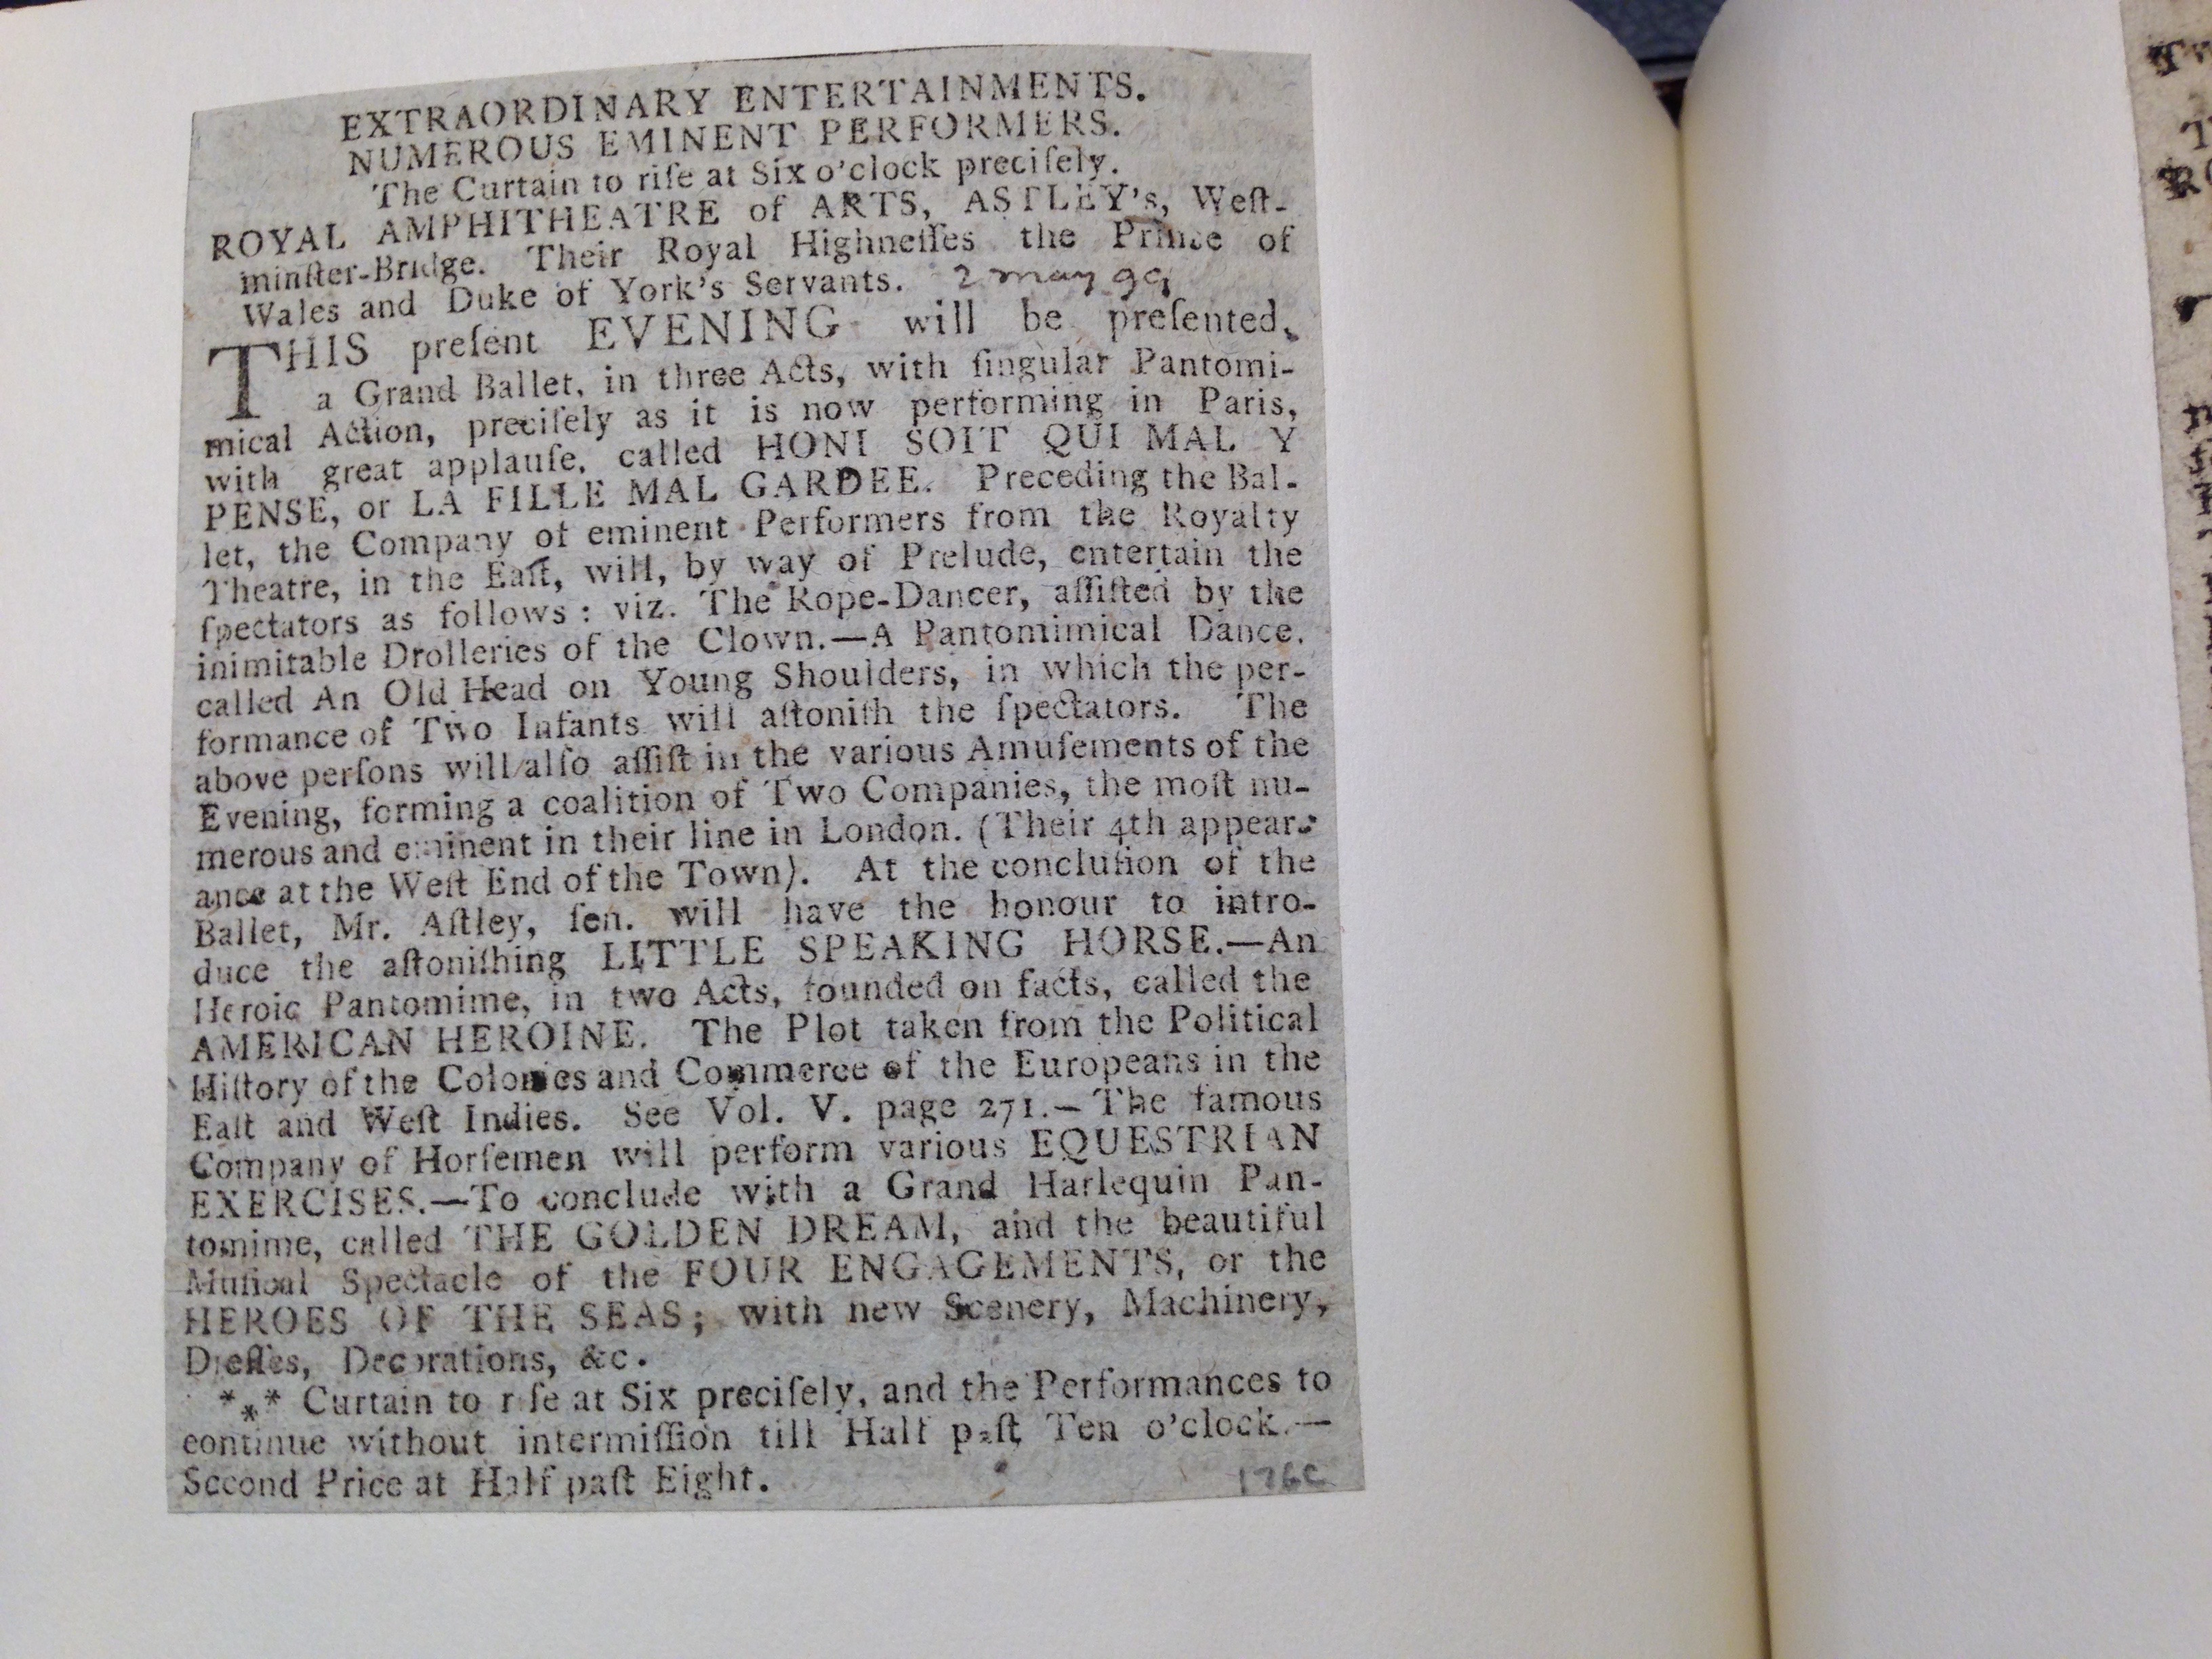 EXTRAORDINARY ENTERTAINMENTS.
NUMEROUS EMINENT PERFORMERS.
The Curtain to riſe at Six o'clock preciſely.
ROYAL AMPHITHEATRE of ARTS, ASTLEY's, Weſt-
minſter-Bridge. Their Royal Highneſſes the Prince of
Wales and Duke of York's Servants. 2 may 99
THIS preſent EVENING will be preſented,
a Grand Ballet, in three Acts, with ſingular Pantomi-
mical Action, preciſely as it is now performing in Paris,
with great applauſe, called HONI SOIT QUI MAL Y
PENSE, or LA FILLE MAL GARDEE. Preceding the Bal-
let, the Company of eminent Performers from the Royalty
Theatre, in the Eaſt, will, by way of Prelude, entertain the
ſpectators as follows: viz. The Rope-Dancer, aſſiſted by the
inimitable Drolleries of the Clown.—A Pantomimical Dance,
called An Old Head on Young Shoulders, in which the per-
formance of Two Infants will aſtoniſh the ſpectators. The
above perſons will alſo aſſiſt in the various Amuſements of the
Evening, forming a coalition of Two Companies, the moſt nu-
merous and eminent in their line in London. (Their 4th appear-
ance at the Weſt End of the Town). At the concluſion of the
Ballet, Mr. Aſtley, ſen. will have the honour to intro-
duce the aſtoniſhing LITTLE SPEAKING HORSE.—An
Heroic Pantomime, in two Acts, founded on facts, called the
AMERICAN HEROINE. The Plot taken from the Political
Hiſtory of the Colonies and Commerce of the Europeans in the
Eaſt and Weſt Indies. See Vol. V. page 271.—The famous
Company of Horſemen will perform various EQUESTRIAN
EXERCISES.—To conclude with a Grand Harlequin Pan-
tomime, called THE GOLDEN DREAM, and the beautiful
Muſical Spectacle of the FOUR ENGAGEMENTS, or the
HEROES OF THE SEAS; with new Scenery, Machinery,
Dreſſes, Decorations, &c.
*⁎* Curtain to riſe at Six preciſely, and the Performances to
continue without intermiſſion till Half paſt Ten o'clock.—
Second Price at Half paſt Eight.
176C